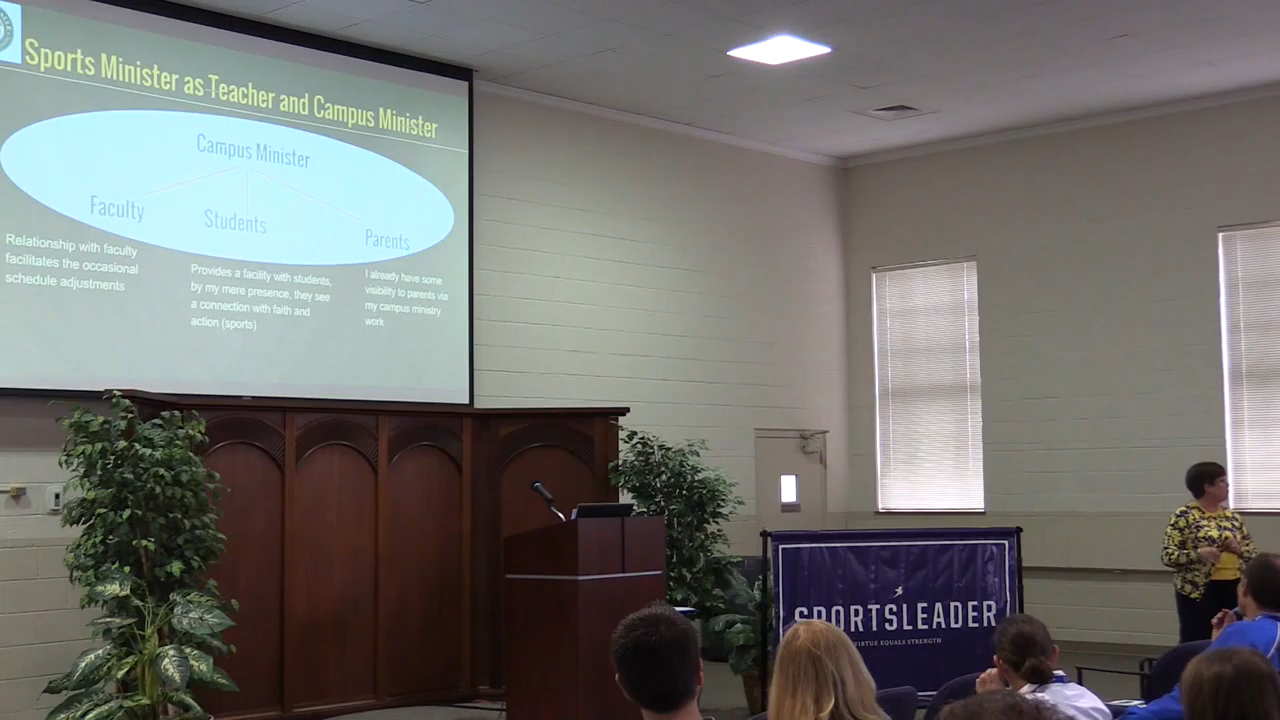 Sports Minister as Teacher and Campus Minister
Campus Minister
Faculty
Students
Parents
Relationship with faculty
facilitates the occasional
schedule adjustments
Provides a facility with students,
by my mere presence, they see
a connection with faith and
action (sports)
I already have some
visibility to parents via
my campus ministry
work
SPORTSLEADER
VIRTUE EQUALS STRENGTH